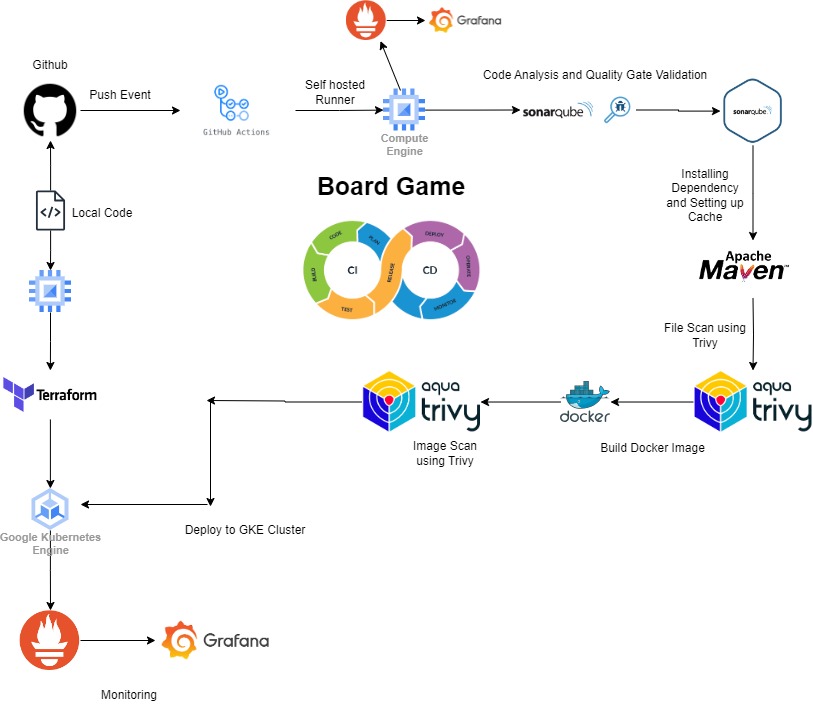 Grafana
Github
Push Event
GitHub Actions
Self hosted
Runner
Compute
Engine
Code Analysis and Quality Gate Validation
sonarqube
sonarqube
Installing
Dependency
and Setting up
Cache
Board Game
</>
Local Code
CODE
PLAN
BUILD
CI
TEST
RELEASE
DEPLOY
OPERATE
CD
MONITOR
Apache
Maven™
File Scan using
Trivy
Terraform
aqua
trivy
docker
aqua
trivy
Image Scan
using Trivy
Build Docker Image
Google Kubernetes
Engine
Deploy to GKE Cluster
Grafana
Monitoring